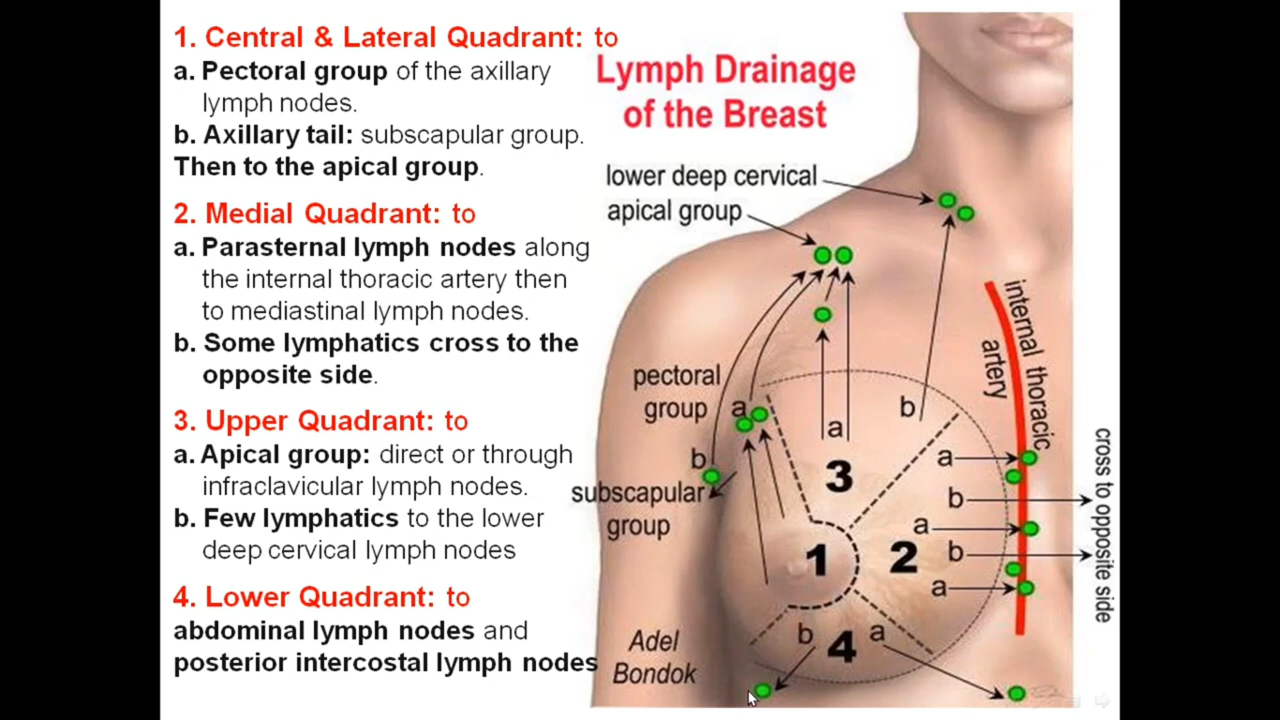 1. Central & Lateral Quadrant: to
a. Pectoral group of the axillary
lymph nodes.
b. Axillary tail: subscapular group.
Then to the apical group.
2. Medial Quadrant: to
a. Parasternal lymph nodes along
the internal thoracic artery then
to mediastinal lymph nodes.
b. Some lymphatics cross to the
opposite side.
3. Upper Quadrant: to
a. Apical group: direct or through
infraclavicular lymph nodes.
b. Few lymphatics to the lower
deep cervical lymph nodes
4. Lower Quadrant: to
abdominal lymph nodes and
posterior intercostal lymph nodes
Lymph Drainage
of the Breast
lower deep cervical
apical group
internal thoracic
artery
pectoral
group
a
b
subscapular
group
a
b
3
a
b
a
b
a
cross to opposite side
1
2
b
4
a
Adel
Bondok